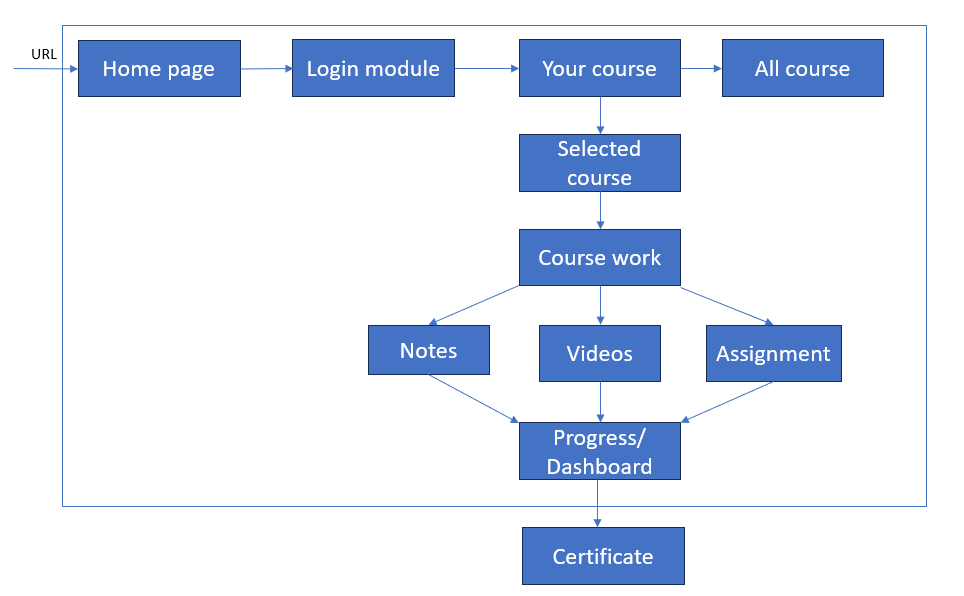 URL
Home page
Login module
Your course
All course
Selected
course
Course work
Notes
Videos
Assignment
Progress/
Dashboard
Certificate